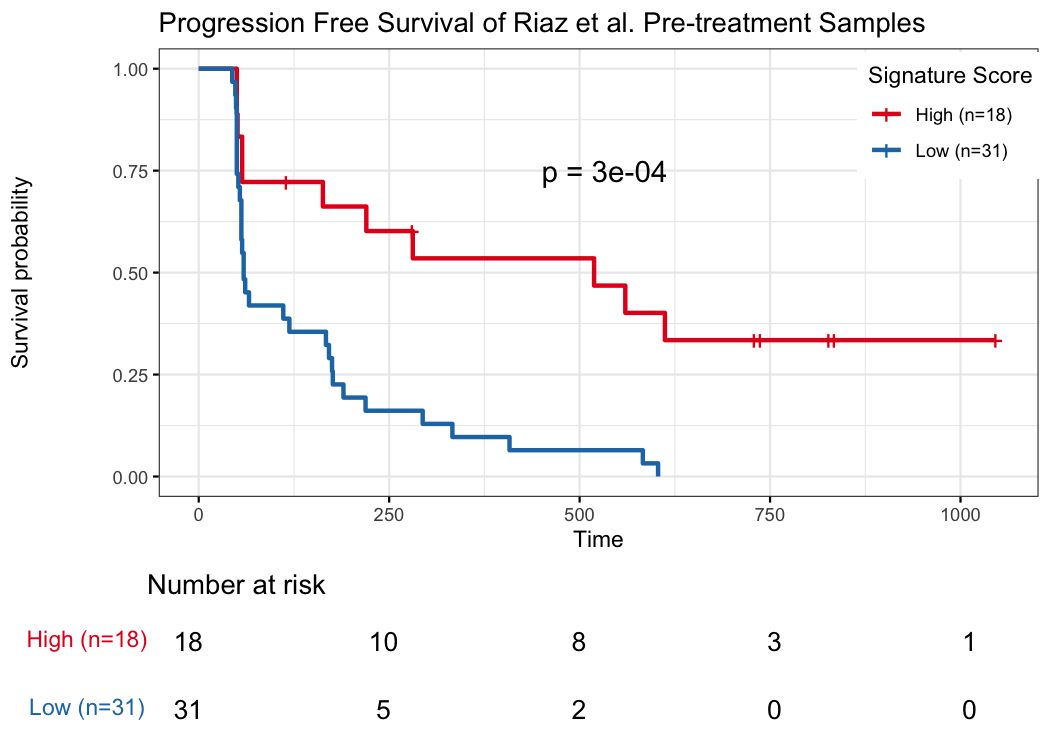 Progression Free Survival of Riaz et al. Pre-treatment Samples
Signature Score
High (n=18)
Low (n=31)
p = 3e-04
Survival probability
1.00
0.75
0.50
0.25
0.00
0 250 500 750 1000
Time
Number at risk
High (n=18) 18 10 8 3 1
Low (n=31) 31 5 2 0 0